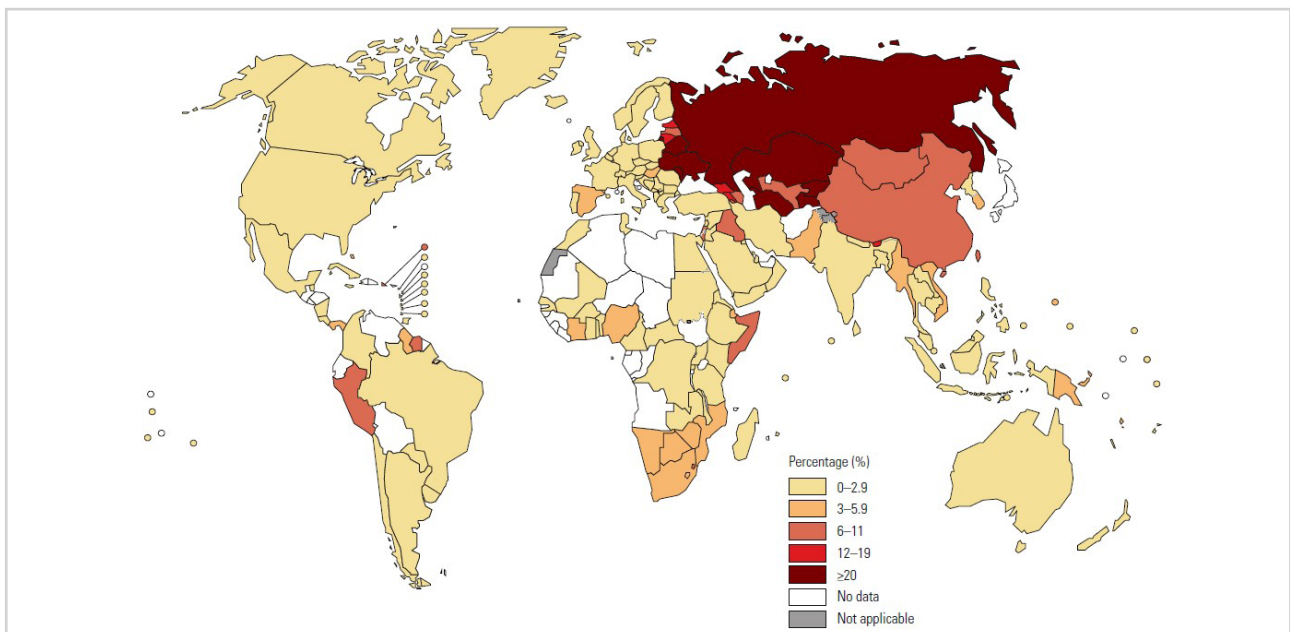 Percentage (%)
0–2.9
3–5.9
6–11
12–19
≥20
No data
Not applicable